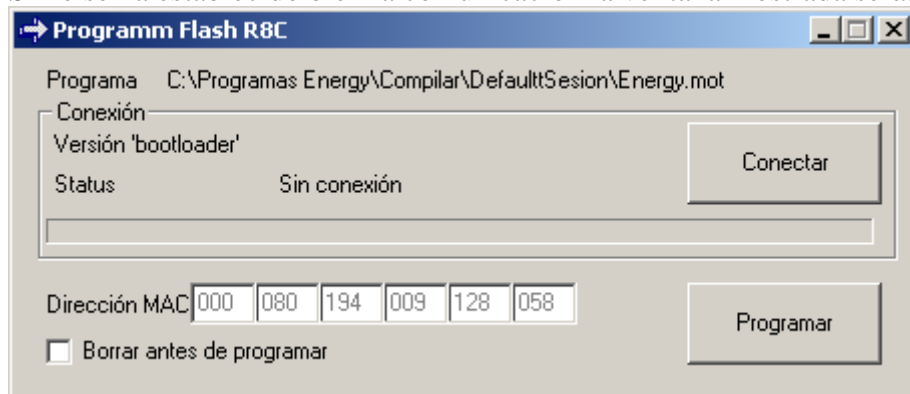 Programm Flash R8C
Programa C:\Programas Energy\Compilar\DefaulttSesion\Energy.mot
Conexión
Versión 'bootloader'
Conectar
Status Sin conexión
Dirección MAC 000 080 194 009 128 058
Programar
Borrar antes de programar